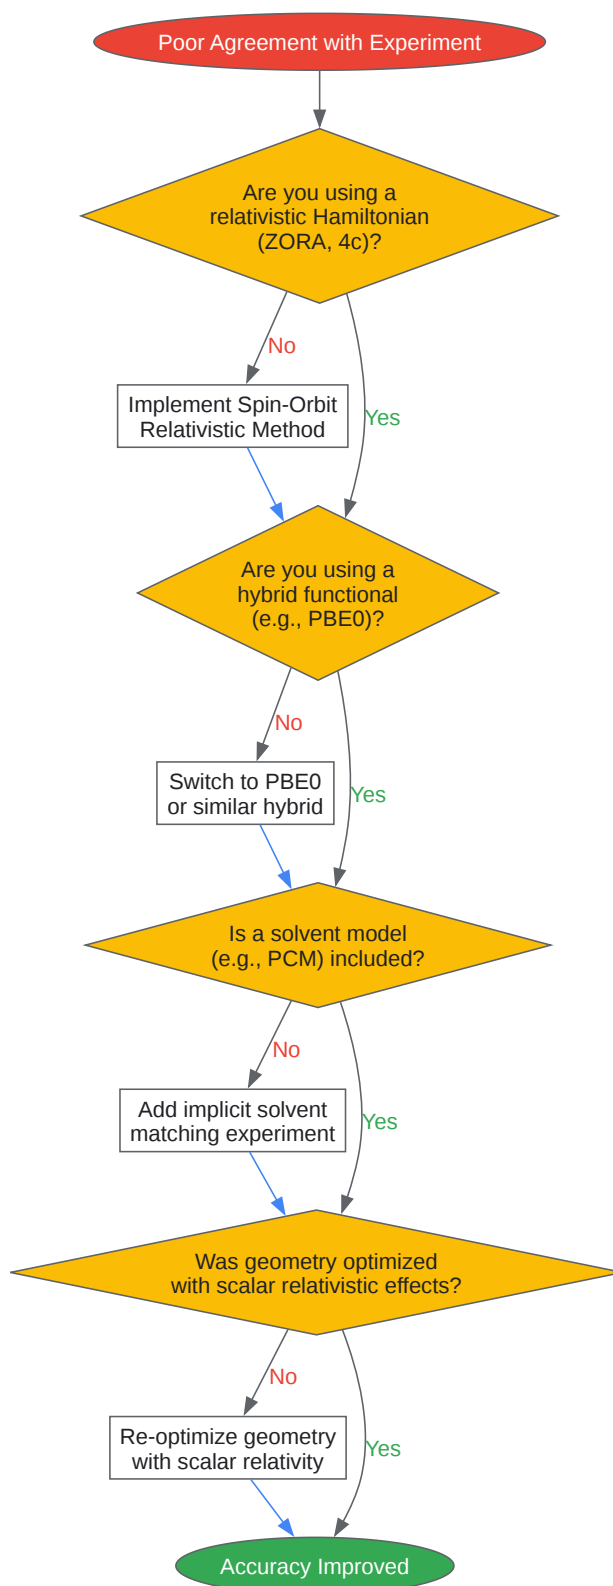 Poor Agreement with Experiment
Are you using a
relativistic Hamiltonian
(ZORA, 4c)?
No
Implement Spin-Orbit
Relativistic Method
Yes
Are you using a
hybrid functional
(e.g., PBE0)?
No
Switch to PBE0
or similar hybrid
Yes
Is a solvent model
(e.g., PCM) included?
No
Add implicit solvent
matching experiment
Yes
Was geometry optimized
with scalar relativistic effects?
No
Re-optimize geometry
with scalar relativity
Yes
Accuracy Improved